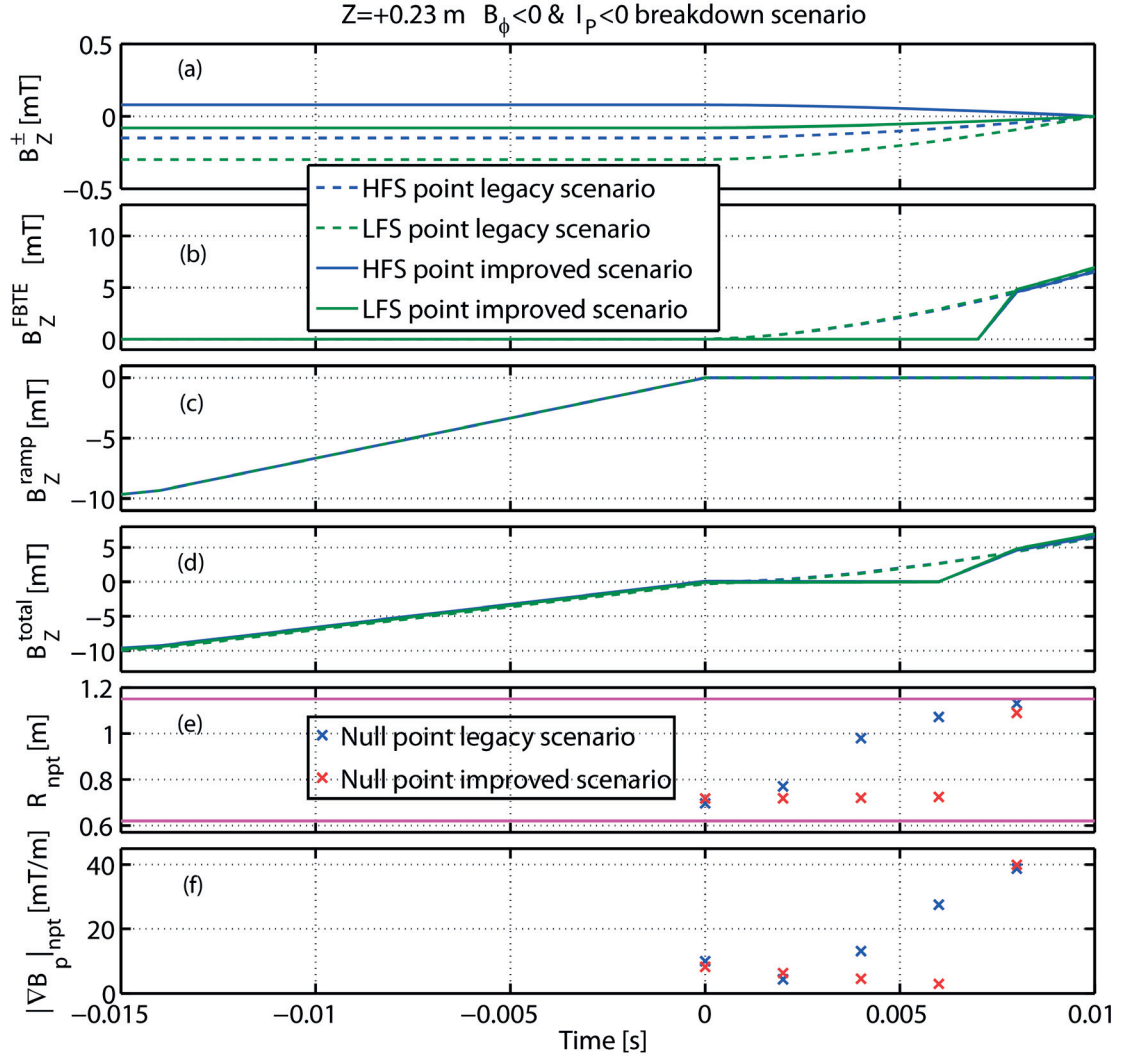 Z=+0.23 m B_ϕ<0 & I_P<0 breakdown scenario
(a)
B_Z^± [mT]
0.5
0
−0.5
HFS point legacy scenario
LFS point legacy scenario
HFS point improved scenario
LFS point improved scenario
(b)
B_Z^FBTE [mT]
10
5
0
(c)
B_Z^ramp [mT]
0
−5
−10
(d)
B_Z^total [mT]
5
0
−5
−10
(e)
R_npt [m]
1.2
1
0.8
0.6
Null point legacy scenario
Null point improved scenario
(f)
|∇B_p|_npt [mT/m]
40
20
0
−0.015
−0.01
−0.005
0
0.005
0.01
Time [s]